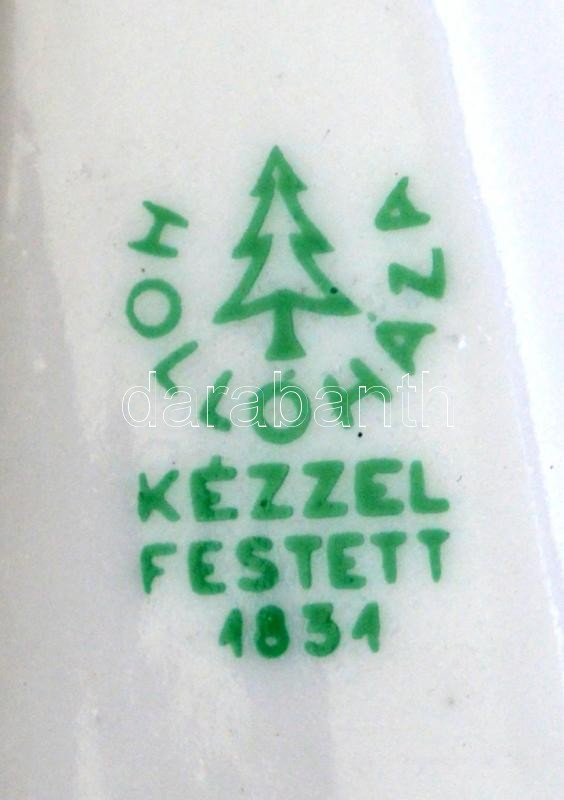 HOLLÓHÁZA
darabanth
KÉZZEL
FESTETT
1831